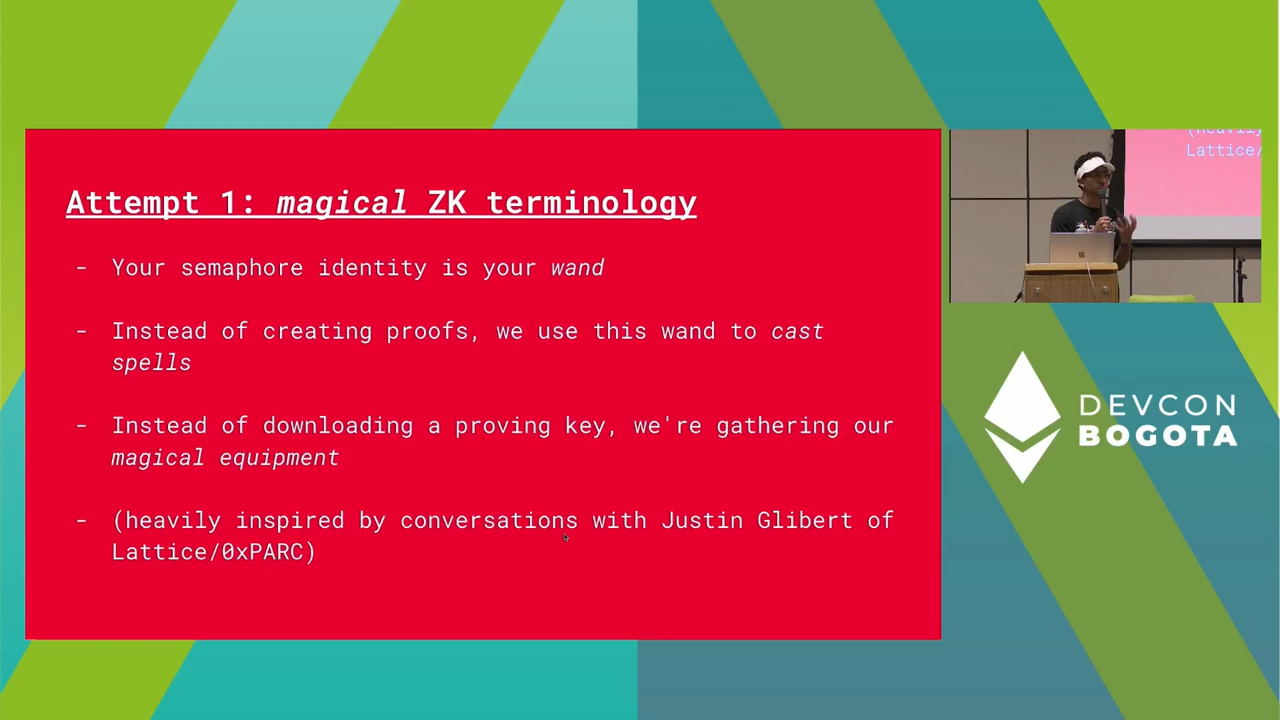 Attempt 1: magical ZK terminology
- Your semaphore identity is your wand
- Instead of creating proofs, we use this wand to cast
spells
- Instead of downloading a proving key, we're gathering our
magical equipment
- (heavily inspired by conversations with Justin Glibert of
Lattice/0xPARC)
(heavily
Lattice/
DEVCON
BOGOTA